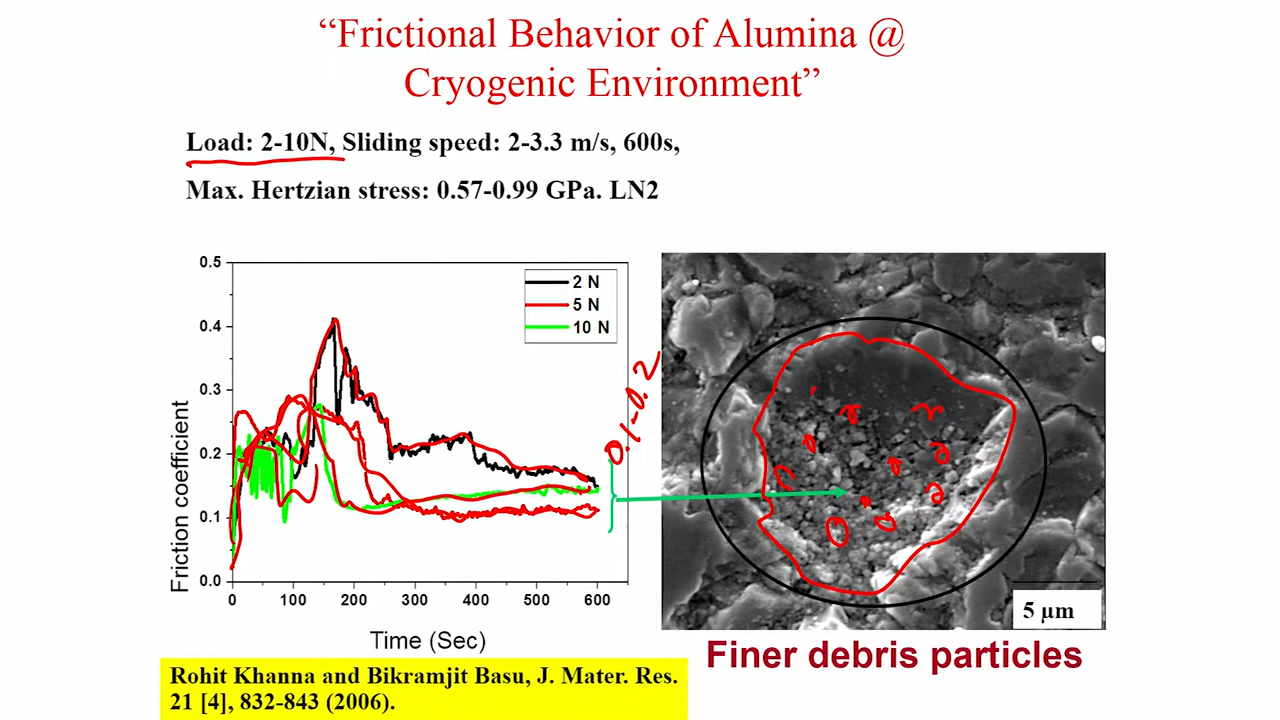 “Frictional Behavior of Alumina @
Cryogenic Environment”
Load: 2-10N, Sliding speed: 2-3.3 m/s, 600s,
Max. Hertzian stress: 0.57-0.99 GPa. LN2
0.5
0.4
0.3
0.2
0.1
0.0
Friction coefficient
2 N
5 N
10 N
0 100 200 300 400 500 600
Time (Sec)
0.1-0.2
5 µm
Finer debris particles
Rohit Khanna and Bikramjit Basu, J. Mater. Res.
21 [4], 832-843 (2006).